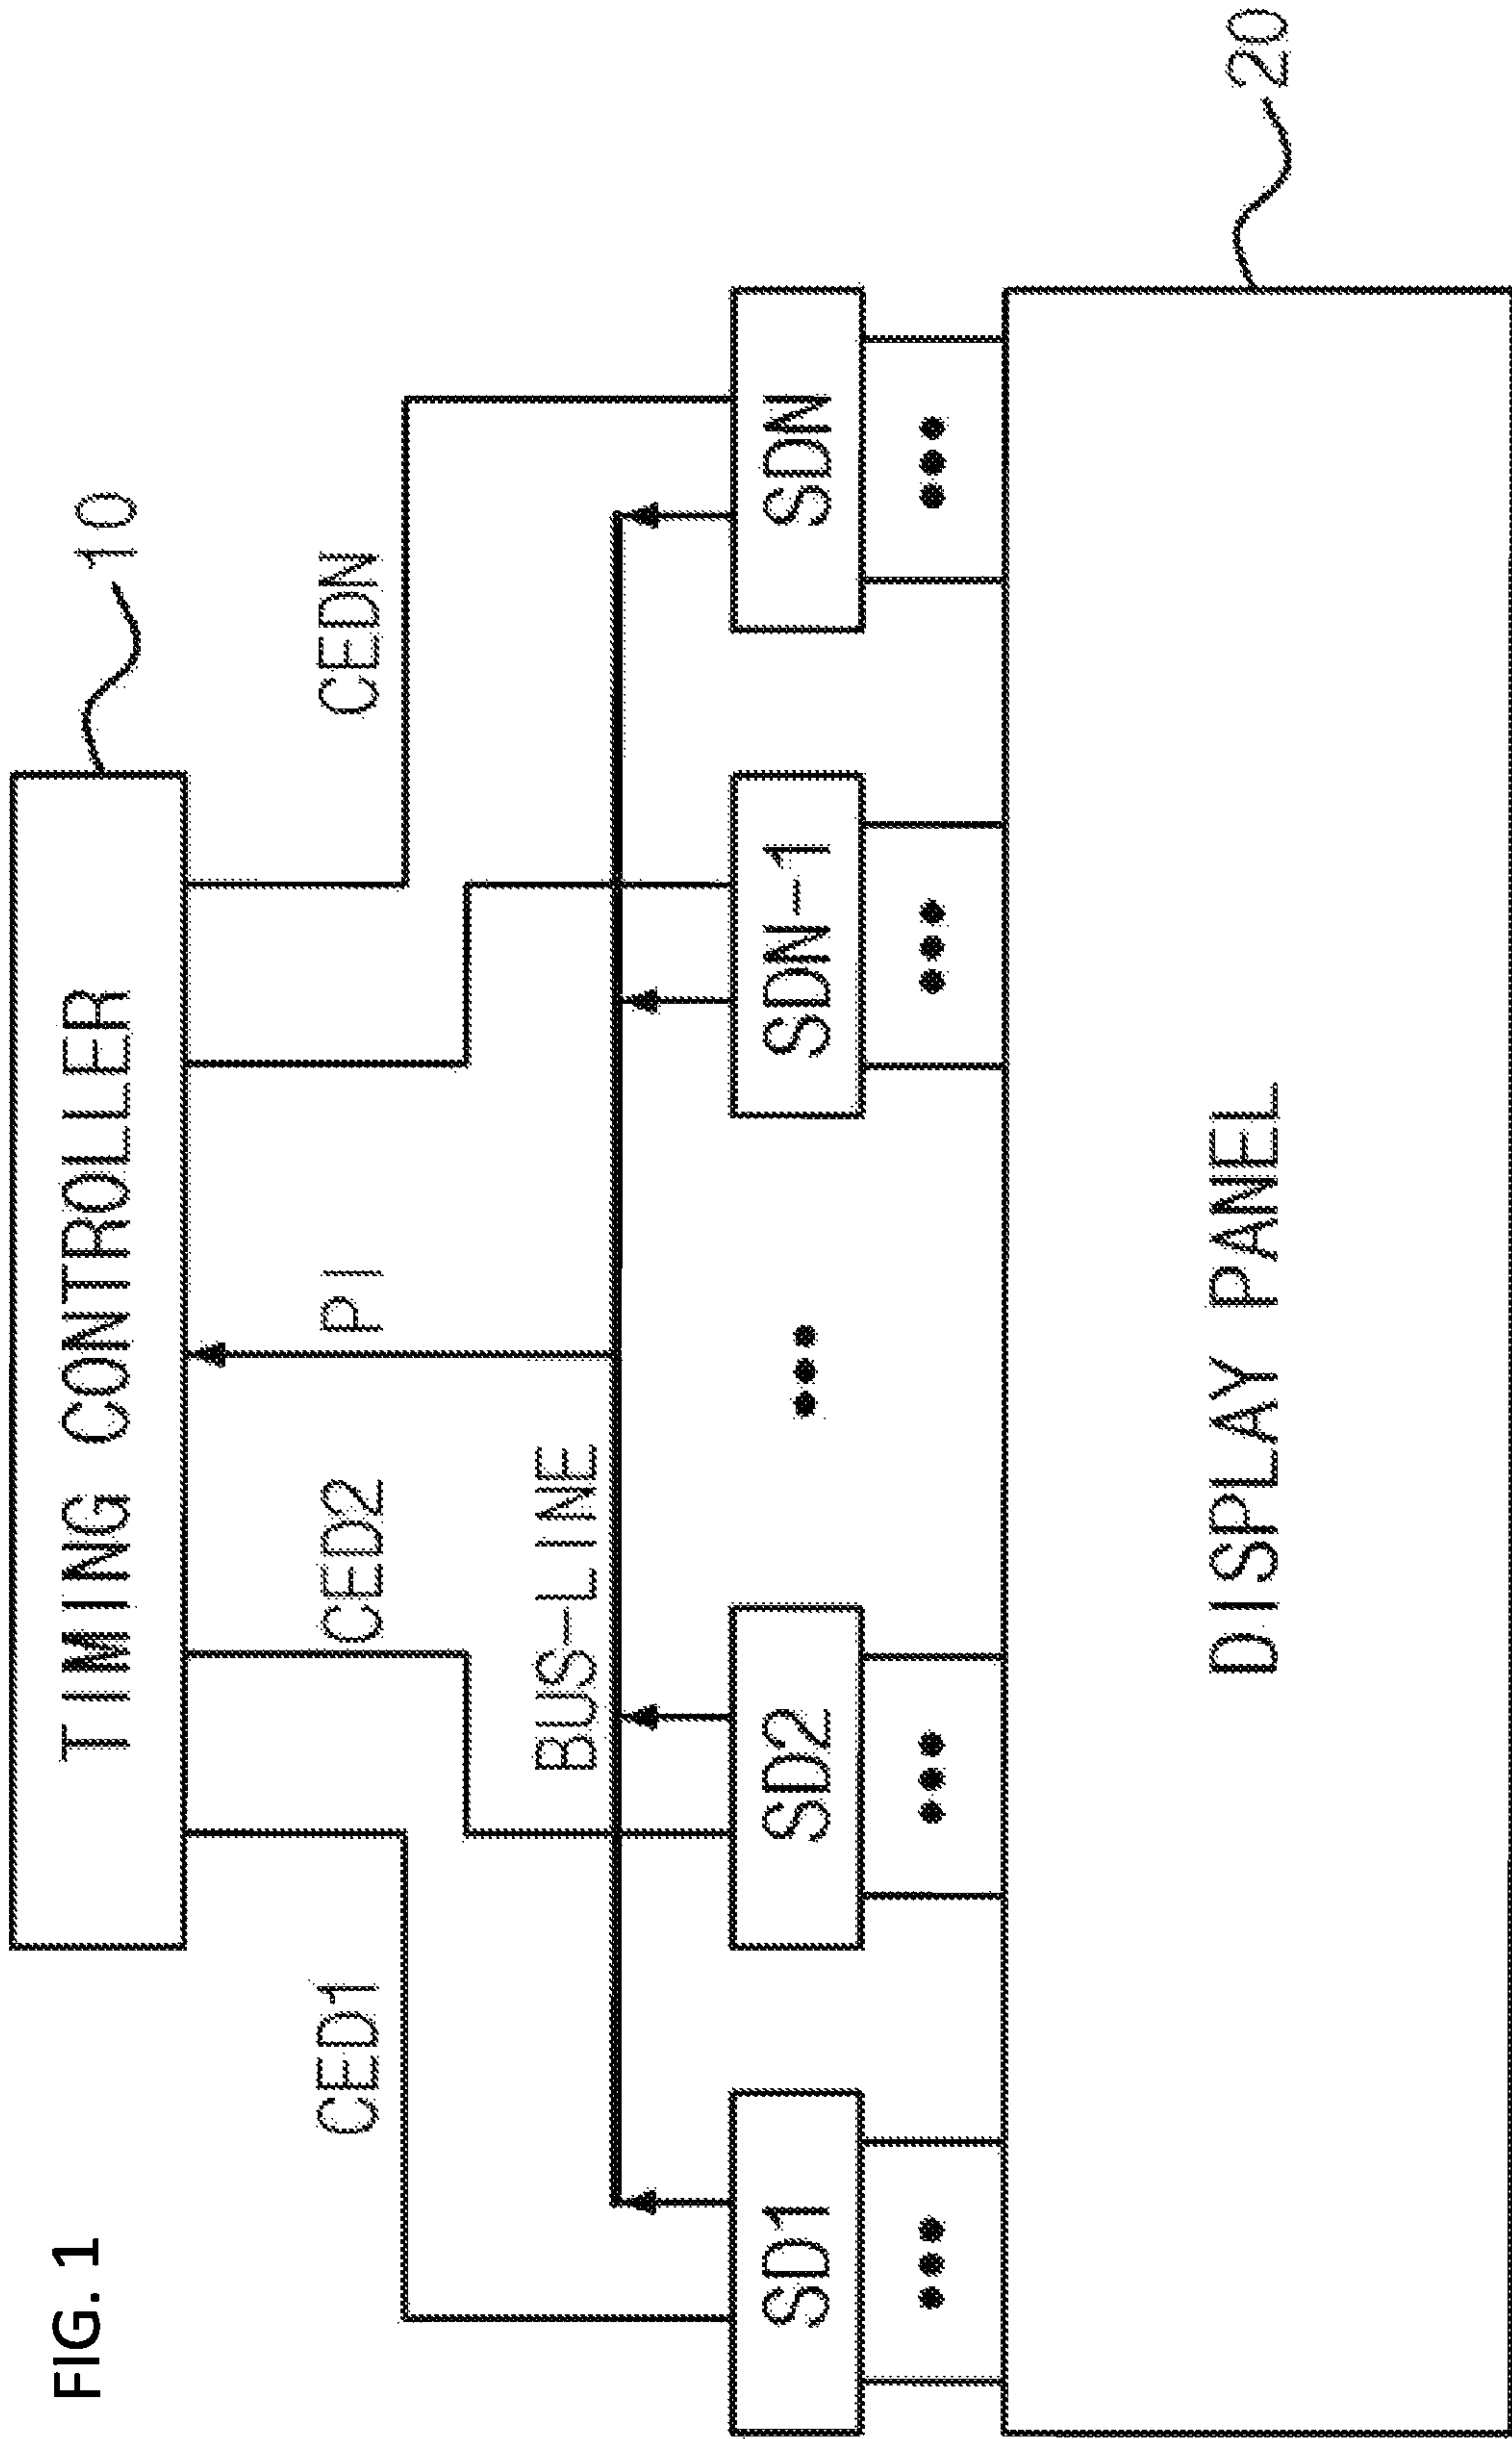 FIG. 1
TIMING CONTROLLER
10
CED1
CED2
PI
CEDN
BUS-LINE
SD1
SD2
SDN-1
SDN
DISPLAY PANEL
20